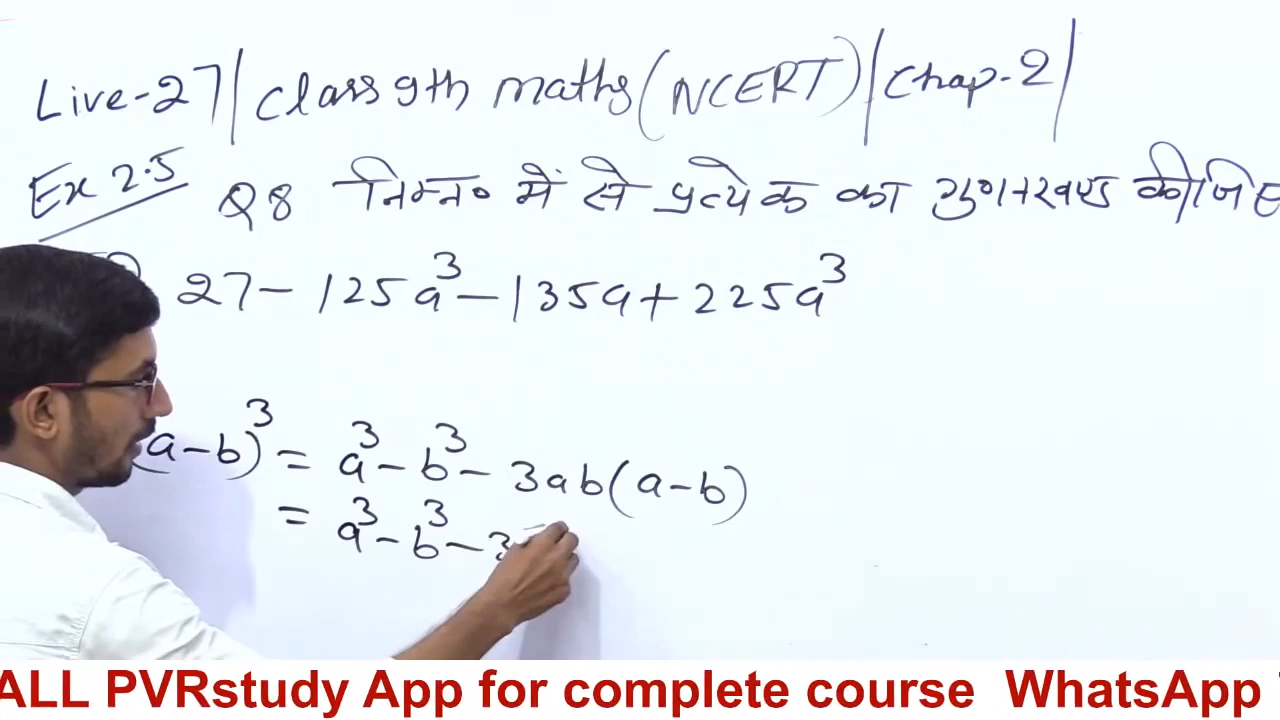 Live-27| Class 9th maths (NCERT)| Chap-2|
Ex 2.5 Q8 निम्न० में से प्रत्येक का गुणनखण्ड
27 - 125a³ - 135a + 225a³
(a-b)³ = a³ - b³ - 3ab(a-b)
= a³ - b³ - 3
ALL PVRstudy App for complete course WhatsApp